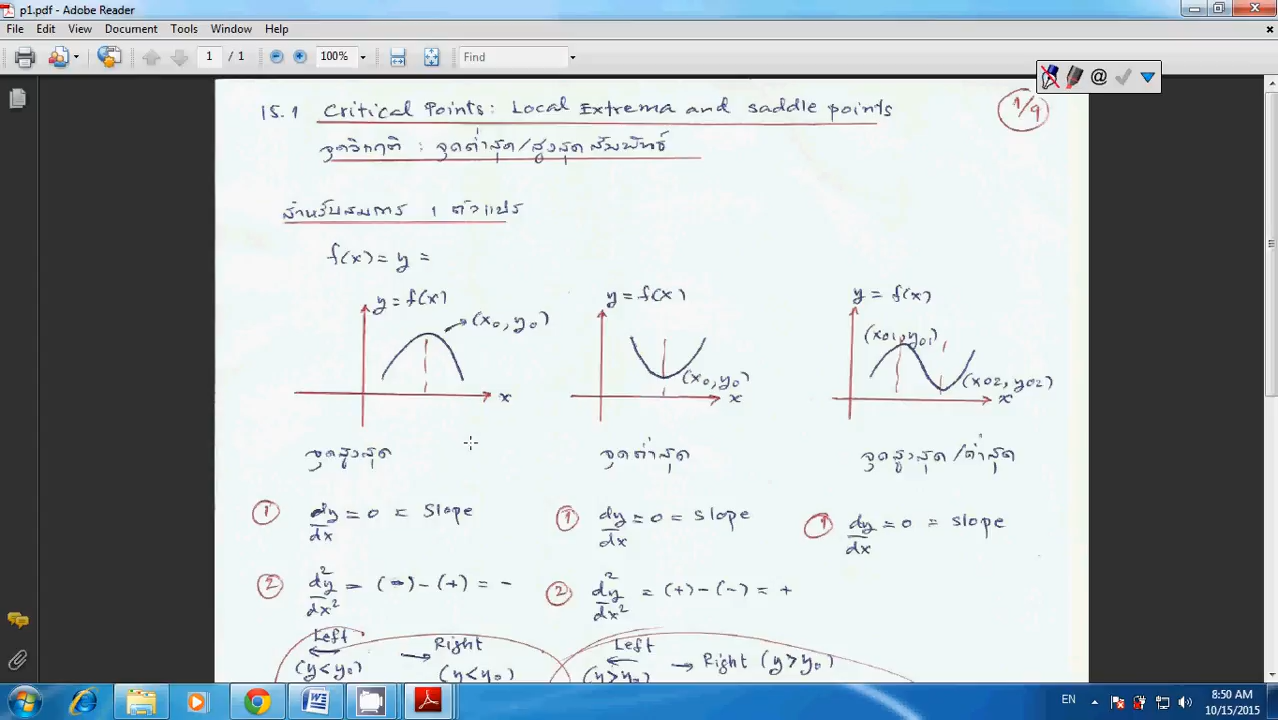 p1.pdf - Adobe Reader
File Edit View Document Tools Window Help
1 / 1 100% Find
15.1 Critical Points: Local Extrema and saddle points
1/9
จุดวิกฤติ : จุดต่ำสุด/สูงสุด สัมพัทธ์
สำหรับสมการ 1 ตัวแปร
f(x) = y =
y = f(x) y = f(x) y = f(x)
(x0, y0) (x01, y01)
(x0, y0) (x02, y02)
x x x
จุดสูงสุด จุดต่ำสุด จุดสูงสุด/ต่ำสุด
① dy/dx = 0 = Slope ① dy/dx = 0 = slope ① dy/dx = 0 = slope
② d²y/dx² = (-) - (+) = - ② d²y/dx² = (+) - (-) = +
Left Right Left Right (y>y0)
(y<y0) (y<y0) (y>y0)
EN 8:50 AM
10/15/2015